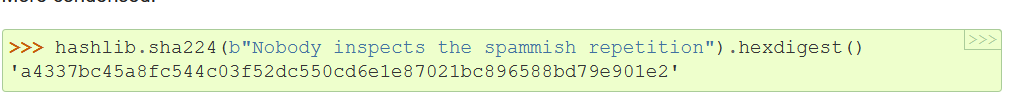 >>> hashlib.sha224(b"Nobody inspects the spammish repetition").hexdigest()
>>>
'a4337bc45a8fc544c03f52dc550cd6e1e87021bc896588bd79e901e2'